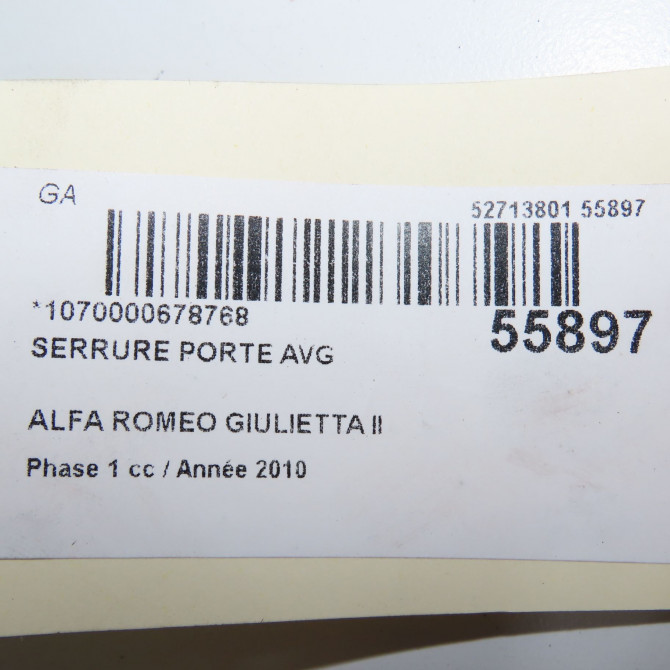 GA
52713801 55897
*1070000678768
55897
SERRURE PORTE AVG
ALFA ROMEO GIULIETTA II
Phase 1 cc / Année 2010